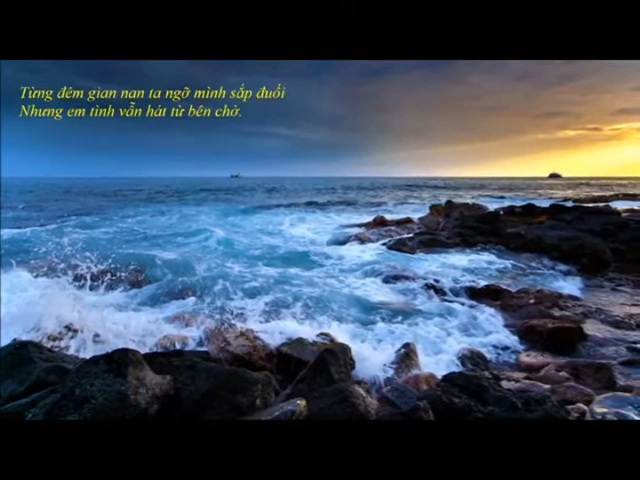 Từng đêm gian nan ta ngỡ mình sắp đuối
Nhưng em tình vẫn hát từ bên chờ.